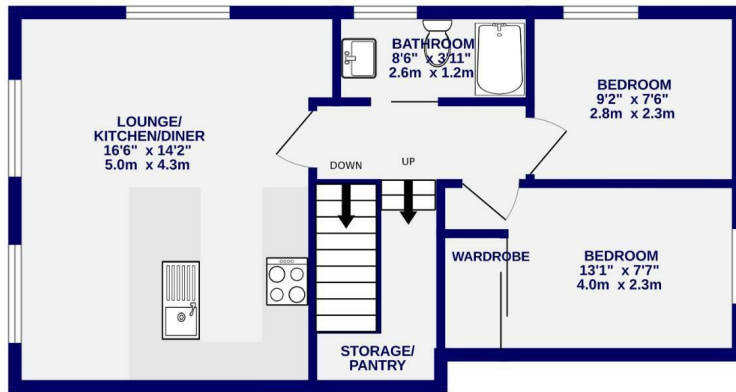 BATHROOM
8'6" x 3'11"
2.6m x 1.2m
BEDROOM
9'2" x 7'6"
2.8m x 2.3m
LOUNGE/
KITCHEN/DINER
16'6" x 14'2"
5.0m x 4.3m
DOWN
UP
WARDROBE
BEDROOM
13'1" x 7'7"
4.0m x 2.3m
STORAGE/
PANTRY